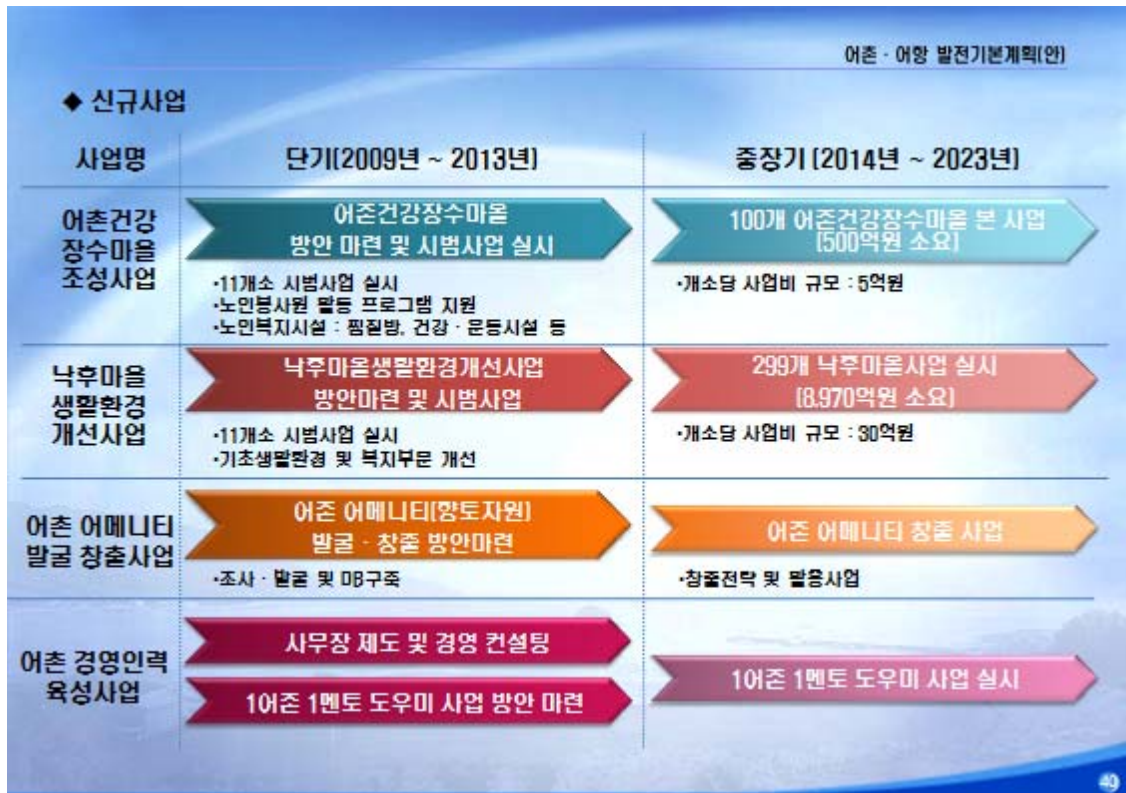 어촌 · 어항 발전기본계획(안)
◆ 신규사업
사업명
단기(2009년 ~ 2013년)
중장기 (2014년 ~ 2023년)
어촌건강
장수마을
조성사업
어촌건강장수마을
방안 마련 및 시범사업 실시
·11개소 시범사업 실시
·노인봉사원 활동 프로그램 지원
·노인복지시설 : 찜질방, 건강 · 운동시설 등
100개 어촌건강장수마을 본 사업
(500억원 소요)
·개소당 사업비 규모 : 5억원
낙후마을
생활환경
개선사업
낙후마을생활환경개선사업
방안마련 및 시범사업
·11개소 시범사업 실시
·기초생활환경 및 복지부문 개선
299개 낙후마을사업 실시
(8,970억원 소요)
·개소당 사업비 규모 : 30억원
어촌 어메니티
발굴 창출사업
어촌 어메니티(향토자원)
발굴 · 창출 방안마련
·조사 · 발굴 및 DB구축
어촌 어메니티 창출 사업
·창출전략 및 활용사업
어촌 경영인력
육성사업
사무장 제도 및 경영 컨설팅
1어촌 1멘토 도우미 사업 방안 마련
1어촌 1멘토 도우미 사업 실시
49